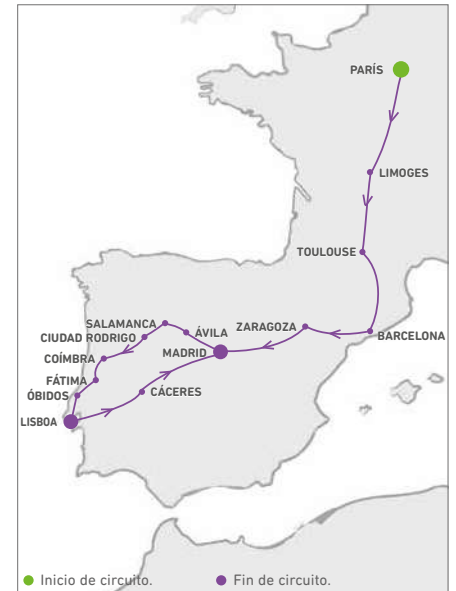 PARÍS
LIMOGES
TOULOUSE
ZARAGOZA
BARCELONA
SALAMANCA
ÁVILA
CIUDAD RODRIGO
MADRID
COÍMBRA
FÁTIMA
CÁCERES
ÓBIDOS
LISBOA
Inicio de circuito.
Fin de circuito.